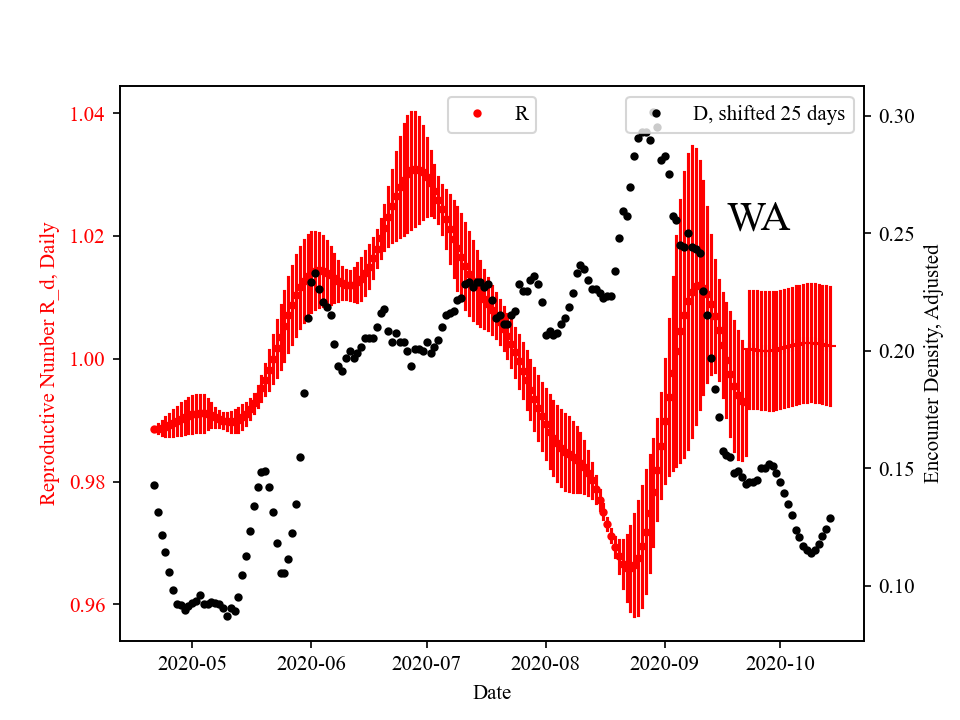 R
D, shifted 25 days
WA
Reproductive Number R_d, Daily
1.04
1.02
1.00
0.98
0.96
0.30
0.25
0.20
0.15
0.10
Encounter Density, Adjusted
2020-05 2020-06 2020-07 2020-08 2020-09 2020-10
Date